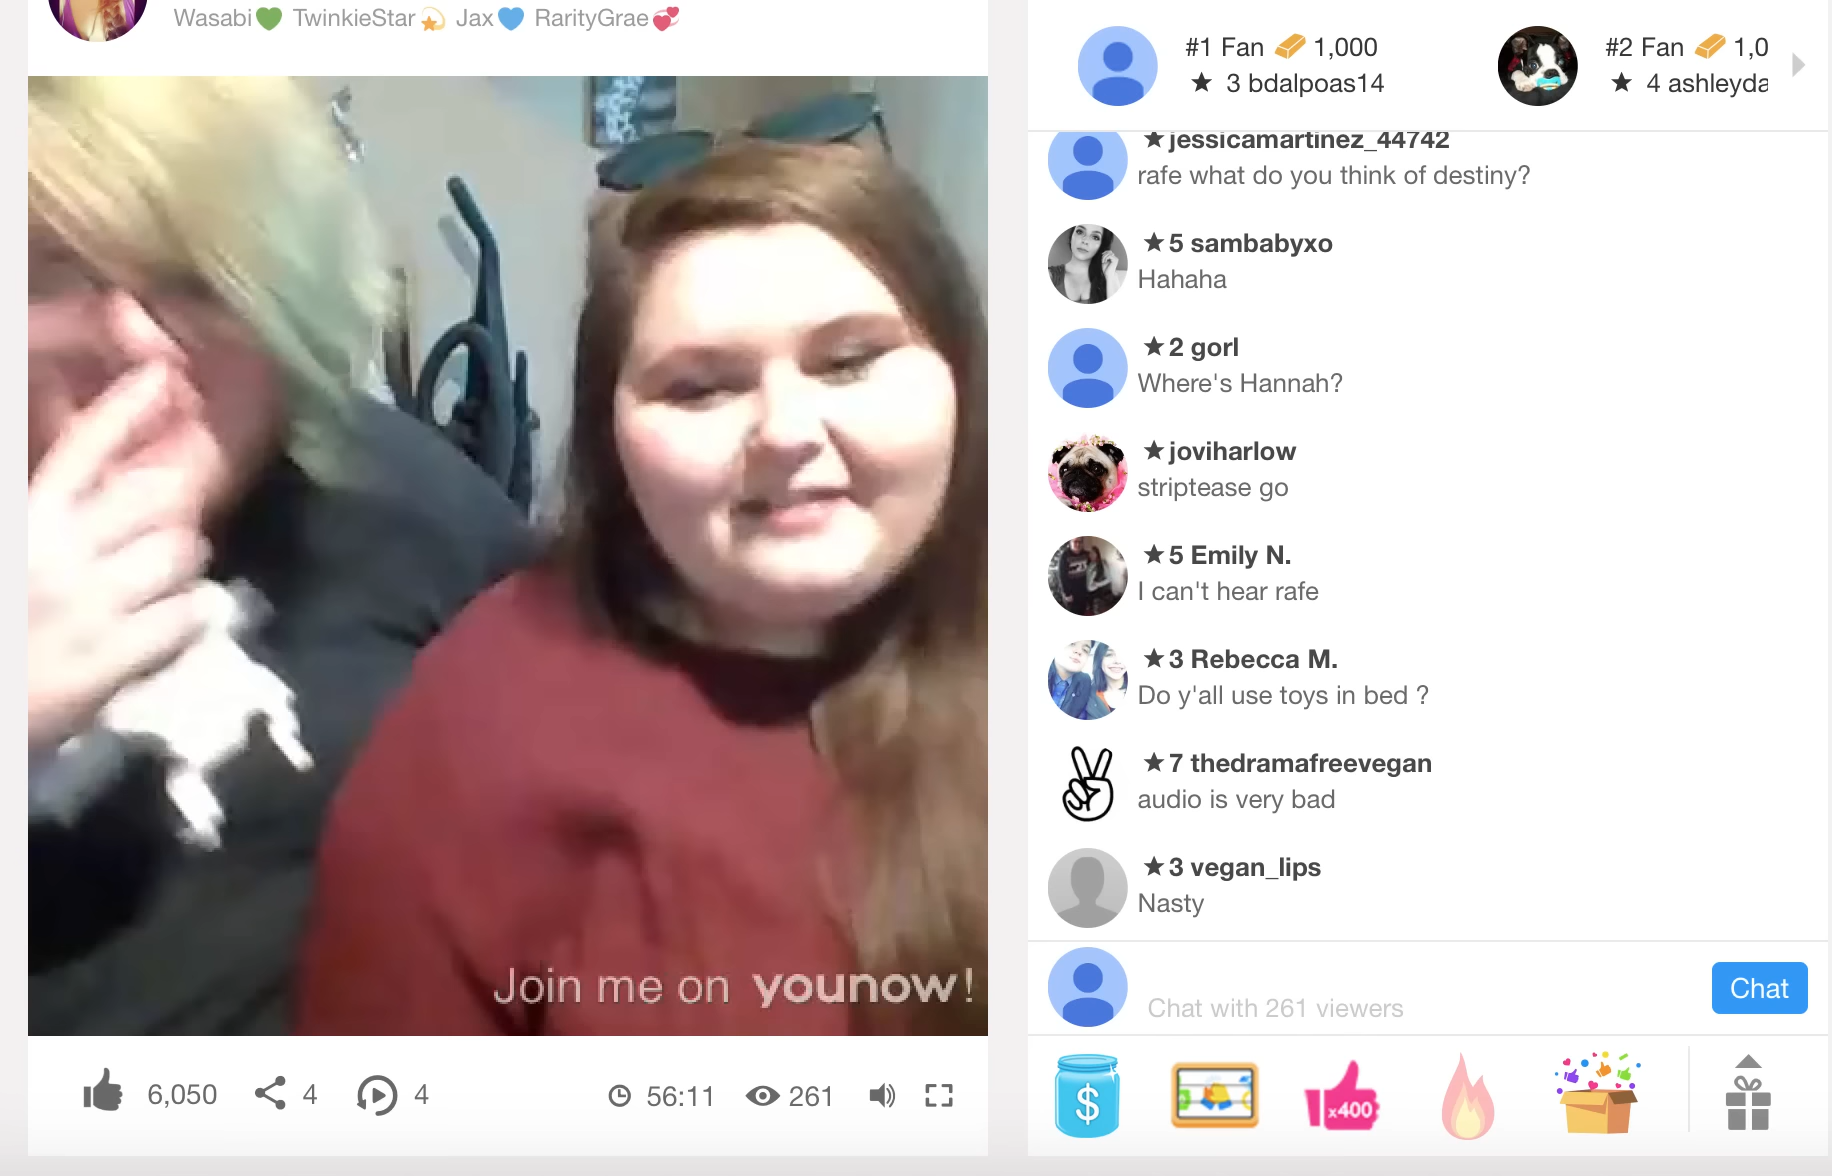 Wasabi💚 TwinkieStar💫 Jax💙 RarityGrae💞
Join me on younow!
6,050
4
4
56:11
261
#1 Fan 1,000
★ 3 bdalpoas14
#2 Fan 1,0
★ 4 ashleyda
★ jessicamartinez_44742
rafe what do you think of destiny?
★ 5 sambabyxo
Hahaha
★ 2 gorl
Where's Hannah?
★ joviharlow
striptease go
★ 5 Emily N.
I can't hear rafe
★ 3 Rebecca M.
Do y'all use toys in bed ?
★ 7 thedramafreevegan
audio is very bad
★ 3 vegan_lips
Nasty
Chat with 261 viewers
Chat
$
x400